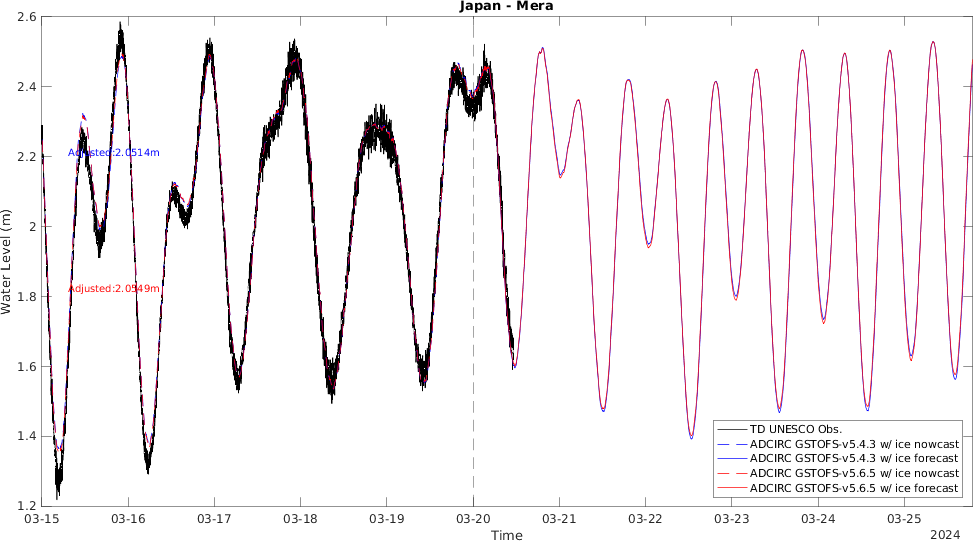 Japan - Mera
2.6
2.4
2.2
2
1.8
1.6
1.4
1.2
Water Level (m)
Adjusted:2.0514m
Adjusted:2.0549m
TD UNESCO Obs.
ADCIRC GSTOFS-v5.4.3 w/ ice nowcast
ADCIRC GSTOFS-v5.4.3 w/ ice forecast
ADCIRC GSTOFS-v5.6.5 w/ ice nowcast
ADCIRC GSTOFS-v5.6.5 w/ ice forecast
03-15 03-16 03-17 03-18 03-19 03-20 03-21 03-22 03-23 03-24 03-25
Time
2024